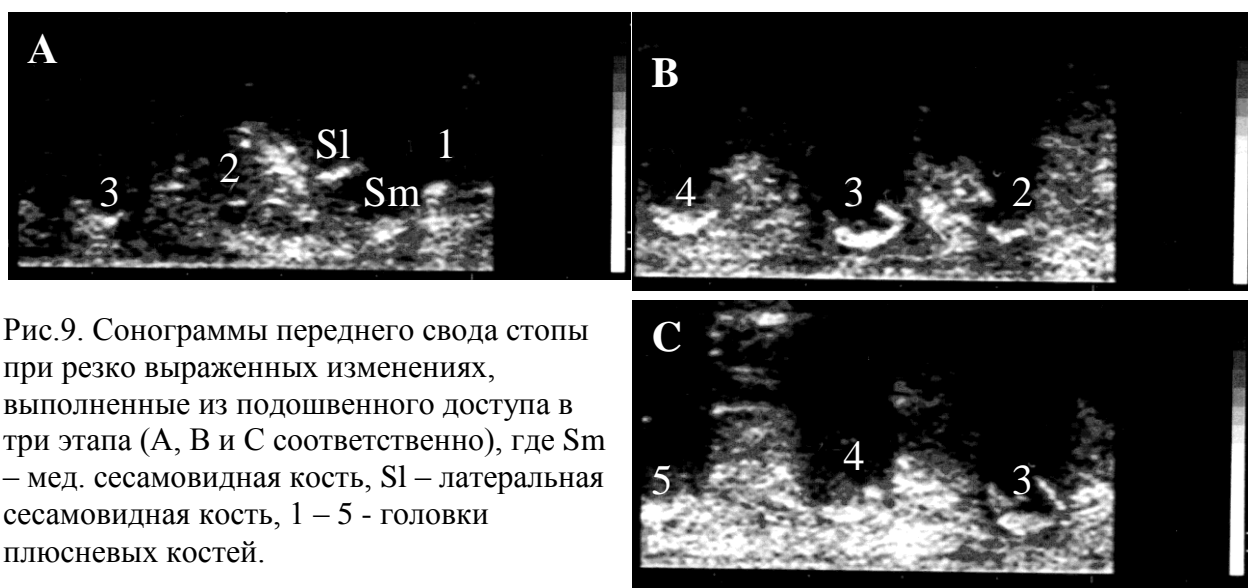 A
3
2
Sl
Sm
1
B
4
3
2
Рис.9. Сонограммы переднего свода стопы
при резко выраженных изменениях,
выполненные из подошвенного доступа в
три этапа (А, В и С соответственно), где Sm
– мед. сесамовидная кость, Sl – латеральная
сесамовидная кость, 1 – 5 - головки
плюсневых костей.
C
5
4
3